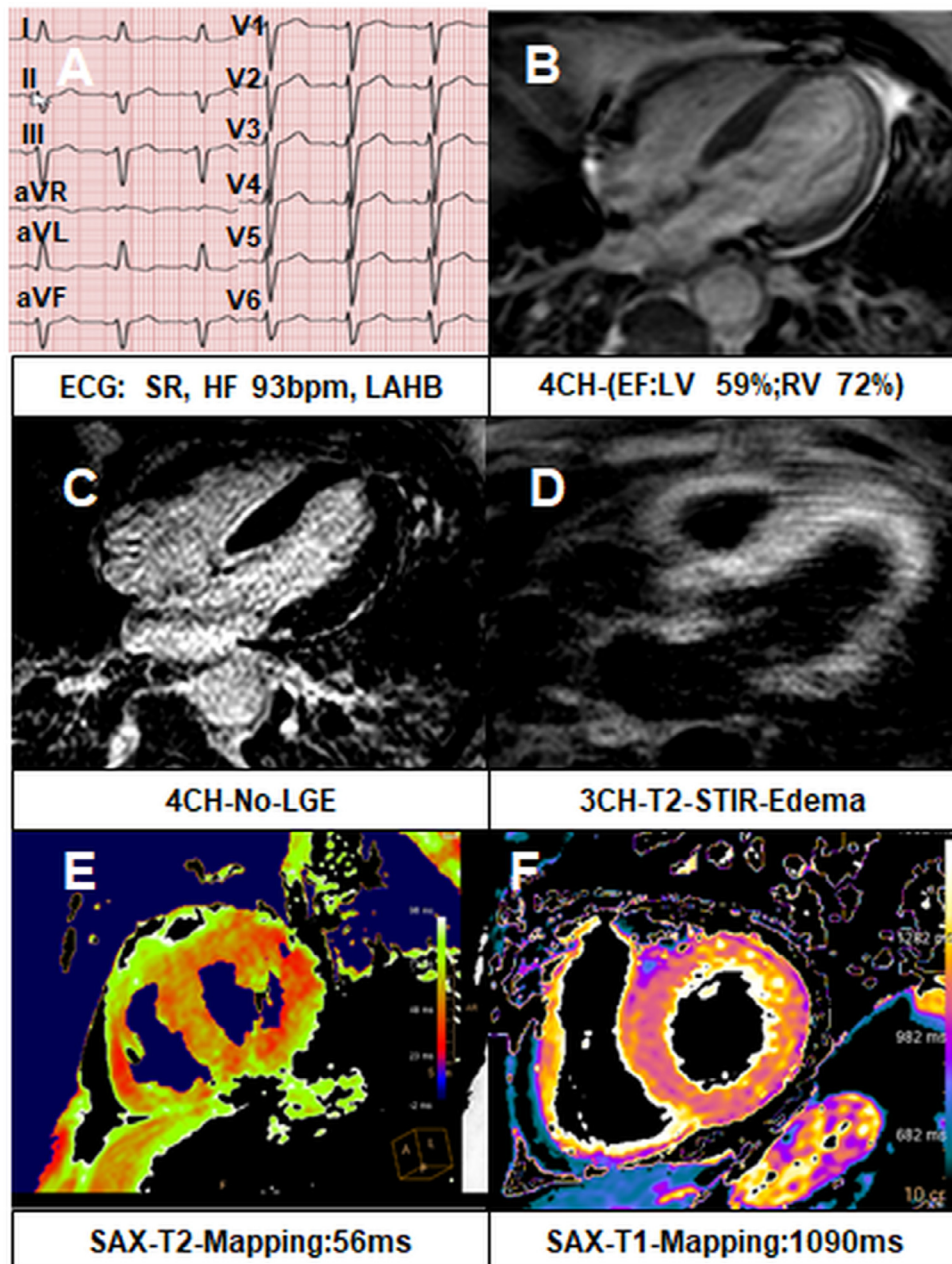 A
I
II
III
aVR
aVL
aVF
V1
V2
V3
V4
V5
V6
B
ECG: SR, HF 93bpm, LAHB
4CH-(EF:LV 59%;RV 72%)
C
D
4CH-No-LGE
3CH-T2-STIR-Edema
E
F
982 ms
682 ms
SAX-T2-Mapping:56ms
SAX-T1-Mapping:1090ms